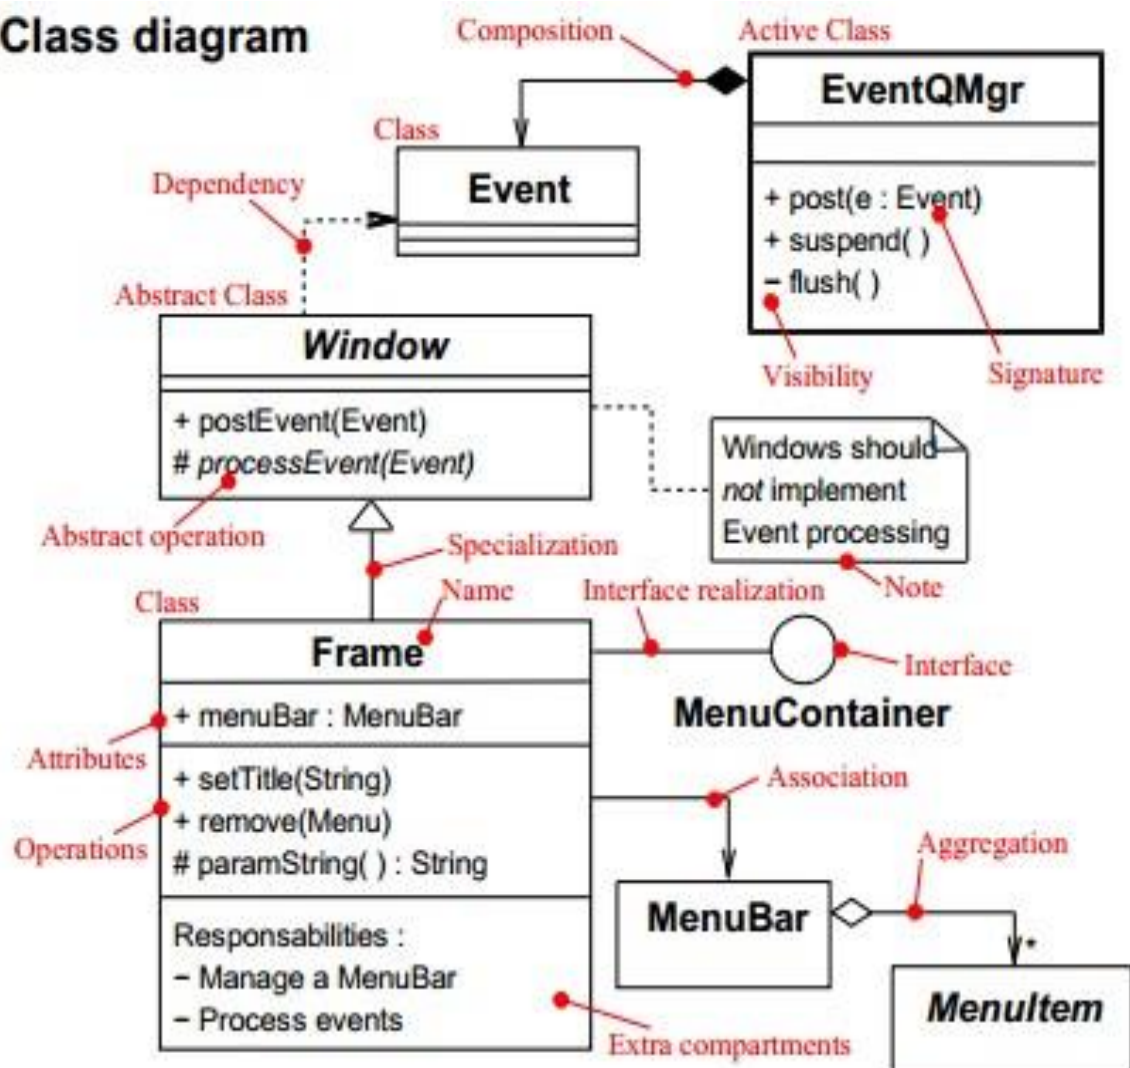 Class diagram
Composition
Active Class
EventQMgr
+ post(e : Event)
+ suspend( )
− flush( )
Visibility
Signature
Class
Event
Dependency
Abstract Class
Window
+ postEvent(Event)
# processEvent(Event)
Abstract operation
Windows should
not implement
Event processing
Note
Specialization
Class
Name
Frame
+ menuBar : MenuBar
+ setTitle(String)
+ remove(Menu)
# paramString( ) : String
Responsabilities :
− Manage a MenuBar
− Process events
Attributes
Operations
Extra compartments
Interface realization
Interface
MenuContainer
Association
MenuBar
Aggregation
*
MenuItem